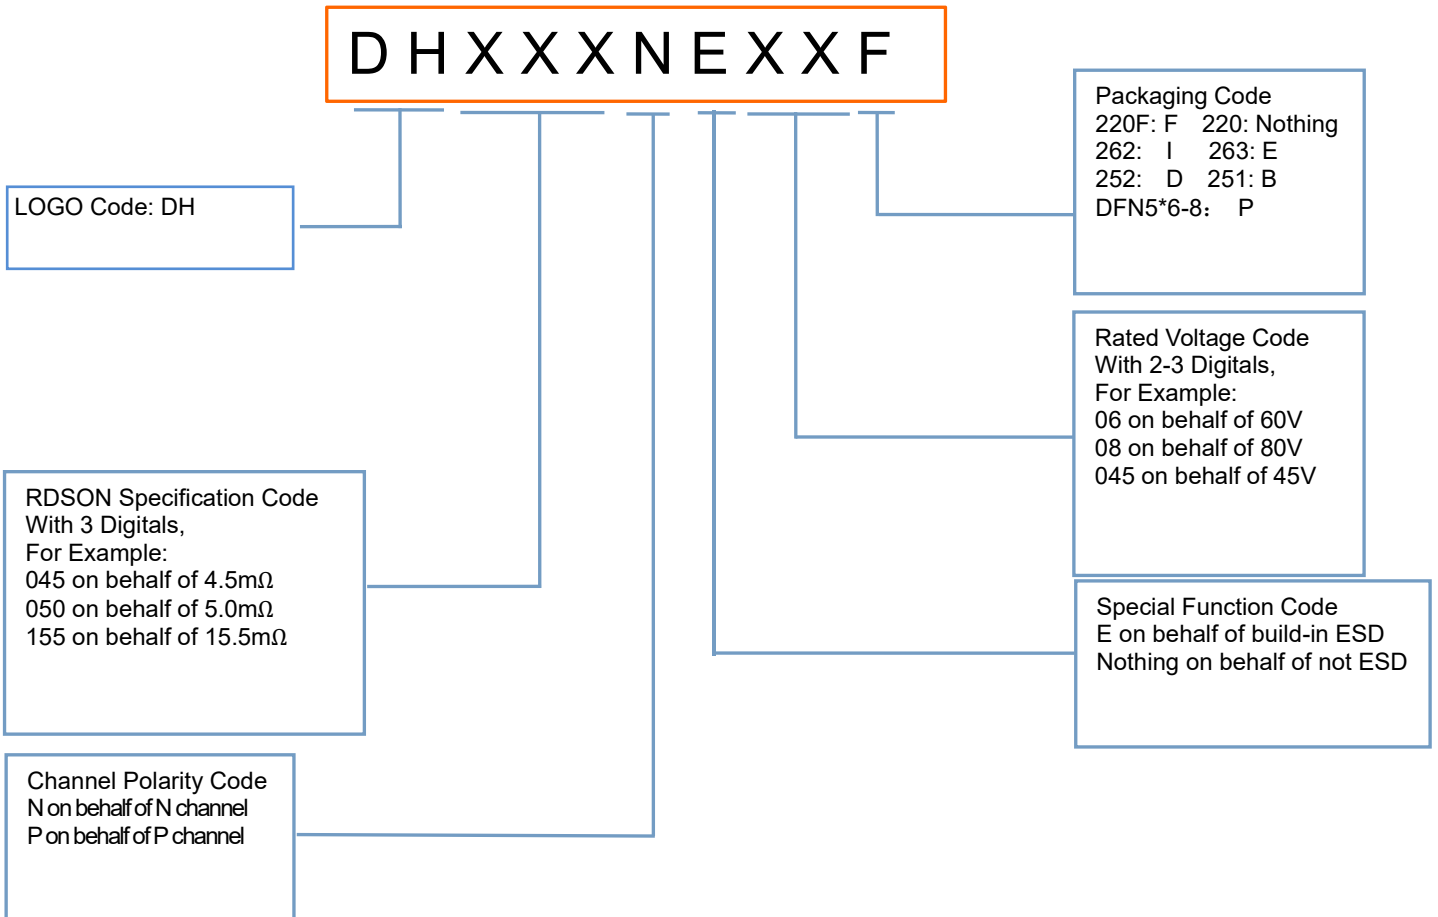 D H X X X N E X X F
LOGO Code: DH
RDSON Specification Code
With 3 Digitals,
For Example:
045 on behalf of 4.5mΩ
050 on behalf of 5.0mΩ
155 on behalf of 15.5mΩ
Channel Polarity Code
N on behalf of N channel
P on behalf of P channel
Packaging Code
220F: F 220: Nothing
262: I 263: E
252: D 251: B
DFN5*6-8： P
Rated Voltage Code
With 2-3 Digitals,
For Example:
06 on behalf of 60V
08 on behalf of 80V
045 on behalf of 45V
Special Function Code
E on behalf of build-in ESD
Nothing on behalf of not ESD